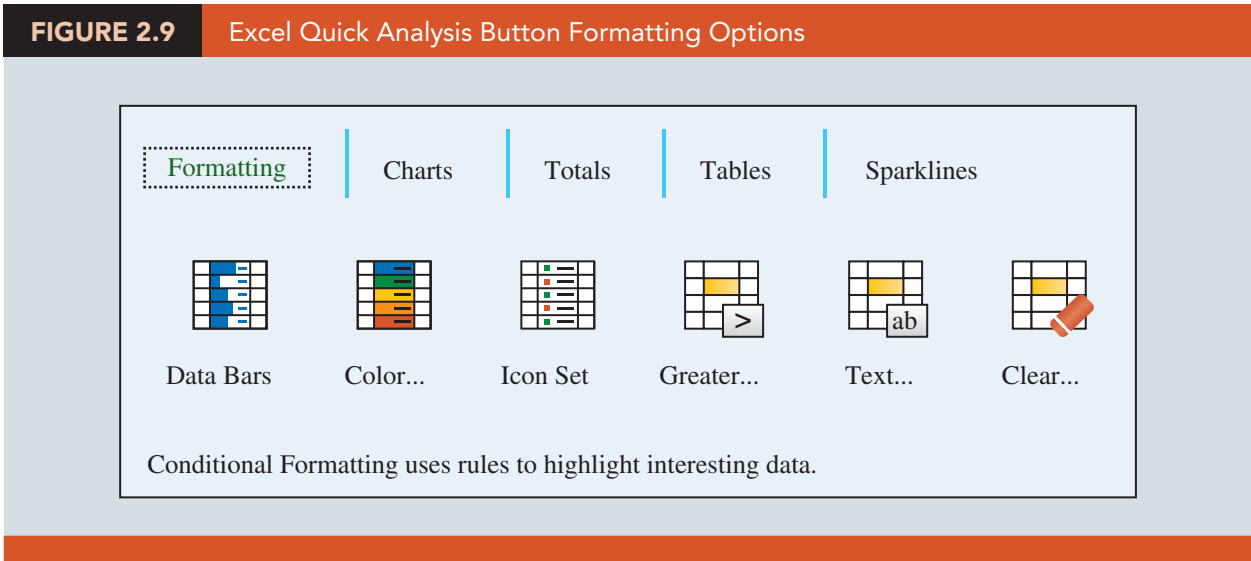 FIGURE 2.9 Excel Quick Analysis Button Formatting Options
Formatting Charts Totals Tables Sparklines
> ab
Data Bars Color... Icon Set Greater... Text... Clear...
Conditional Formatting uses rules to highlight interesting data.